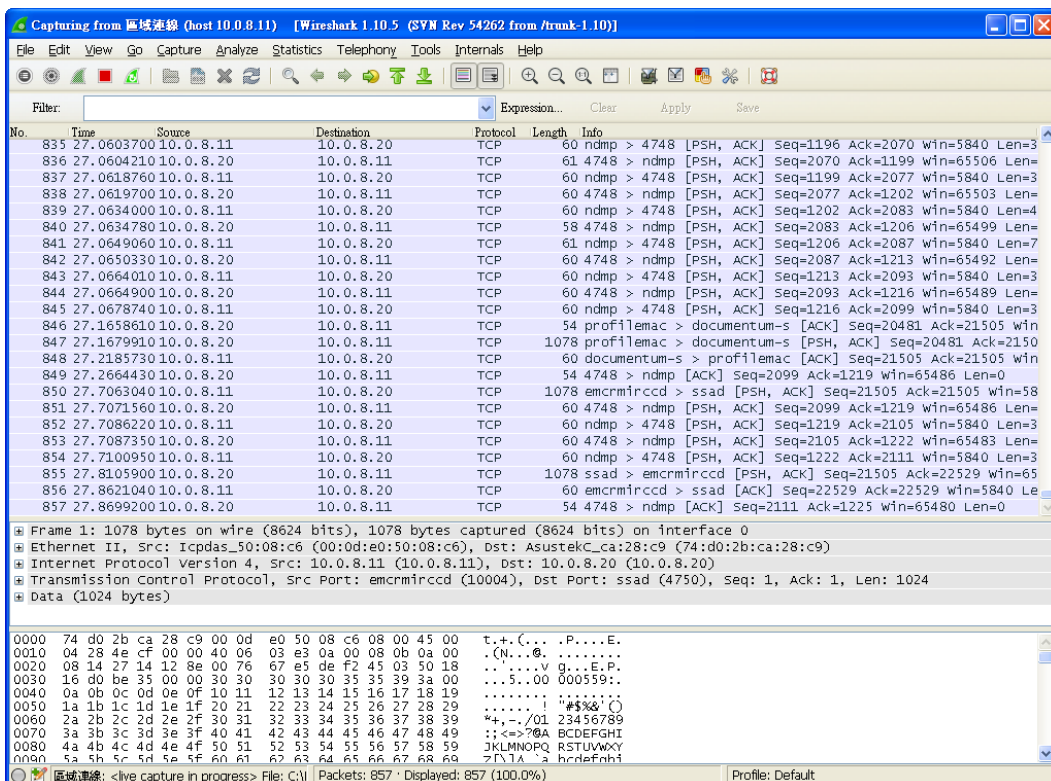 Capturing from 區域連線 (host 10.0.8.11) [Wireshark 1.10.5 (SVN Rev 54262 from /trunk-1.10)]
File Edit View Go Capture Analyze Statistics Telephony Tools Internals Help
Filter: Expression... Clear Apply Save
No. Time Source Destination Protocol Length Info
835 27.0603700 10.0.8.11 10.0.8.20 TCP 60 ndmp > 4748 [PSH, ACK] Seq=1196 Ack=2070 Win=5840 Len=3
836 27.0604210 10.0.8.20 10.0.8.11 TCP 61 4748 > ndmp [PSH, ACK] Seq=2070 Ack=1199 Win=65506 Len=
837 27.0618760 10.0.8.11 10.0.8.20 TCP 60 ndmp > 4748 [PSH, ACK] Seq=1199 Ack=2077 Win=5840 Len=3
838 27.0619700 10.0.8.20 10.0.8.11 TCP 60 4748 > ndmp [PSH, ACK] Seq=2077 Ack=1202 Win=65503 Len=
839 27.0634000 10.0.8.11 10.0.8.20 TCP 60 ndmp > 4748 [PSH, ACK] Seq=1202 Ack=2083 Win=5840 Len=4
840 27.0634780 10.0.8.20 10.0.8.11 TCP 58 4748 > ndmp [PSH, ACK] Seq=2083 Ack=1206 Win=65499 Len=
841 27.0649060 10.0.8.11 10.0.8.20 TCP 61 ndmp > 4748 [PSH, ACK] Seq=1206 Ack=2087 Win=5840 Len=7
842 27.0650330 10.0.8.20 10.0.8.11 TCP 60 4748 > ndmp [PSH, ACK] Seq=2087 Ack=1213 Win=65492 Len=
843 27.0664010 10.0.8.11 10.0.8.20 TCP 60 ndmp > 4748 [PSH, ACK] Seq=1213 Ack=2093 Win=5840 Len=3
844 27.0664900 10.0.8.20 10.0.8.11 TCP 60 4748 > ndmp [PSH, ACK] Seq=2093 Ack=1216 Win=65489 Len=
845 27.0678740 10.0.8.11 10.0.8.20 TCP 60 ndmp > 4748 [PSH, ACK] Seq=1216 Ack=2099 Win=5840 Len=3
846 27.1658610 10.0.8.20 10.0.8.11 TCP 54 profilemac > documentum-s [ACK] Seq=20481 Ack=21505 Win
847 27.1679910 10.0.8.20 10.0.8.11 TCP 1078 profilemac > documentum-s [PSH, ACK] Seq=20481 Ack=2150
848 27.2185730 10.0.8.11 10.0.8.20 TCP 60 documentum-s > profilemac [ACK] Seq=21505 Ack=21505 Win
849 27.2664430 10.0.8.20 10.0.8.11 TCP 54 4748 > ndmp [ACK] Seq=2099 Ack=1219 Win=65486 Len=0
850 27.7063040 10.0.8.11 10.0.8.20 TCP 1078 emcrmirccd > ssad [PSH, ACK] Seq=21505 Ack=21505 Win=58
851 27.7071560 10.0.8.20 10.0.8.11 TCP 60 4748 > ndmp [PSH, ACK] Seq=2099 Ack=1219 Win=65486 Len=
852 27.7086220 10.0.8.11 10.0.8.20 TCP 60 ndmp > 4748 [PSH, ACK] Seq=1219 Ack=2105 Win=5840 Len=3
853 27.7087350 10.0.8.20 10.0.8.11 TCP 60 4748 > ndmp [PSH, ACK] Seq=2105 Ack=1222 Win=65483 Len=
854 27.7100950 10.0.8.11 10.0.8.20 TCP 60 ndmp > 4748 [PSH, ACK] Seq=1222 Ack=2111 Win=5840 Len=3
855 27.8105900 10.0.8.20 10.0.8.11 TCP 1078 ssad > emcrmirccd [PSH, ACK] Seq=21505 Ack=22529 Win=65
856 27.8621040 10.0.8.11 10.0.8.20 TCP 60 emcrmirccd > ssad [ACK] Seq=22529 Ack=22529 Win=5840 Le
857 27.8699200 10.0.8.20 10.0.8.11 TCP 54 4748 > ndmp [ACK] Seq=2111 Ack=1225 Win=65480 Len=0
Frame 1: 1078 bytes on wire (8624 bits), 1078 bytes captured (8624 bits) on interface 0
Ethernet II, Src: Icpdas_50:08:c6 (00:0d:e0:50:08:c6), Dst: AsustekC_ca:28:c9 (74:d0:2b:ca:28:c9)
Internet Protocol Version 4, Src: 10.0.8.11 (10.0.8.11), Dst: 10.0.8.20 (10.0.8.20)
Transmission Control Protocol, Src Port: emcrmirccd (10004), Dst Port: ssad (4750), Seq: 1, Ack: 1, Len: 1024
Data (1024 bytes)
0000 74 d0 2b ca 28 c9 00 0d e0 50 08 c6 08 00 45 00 t.+.(... .P....E.
0010 04 28 4e cf 00 00 40 06 03 e3 0a 00 08 0b 0a 00 .(N...@. ........
0020 08 14 27 14 12 8e 00 76 67 e5 de f2 45 03 50 18 ..'....v g...E.P.
0030 16 d0 be 35 00 00 30 30 30 30 30 35 35 39 3a 00 ...5..00 000559:.
0040 0a 0b 0c 0d 0e 0f 10 11 12 13 14 15 16 17 18 19 ........ ........
0050 1a 1b 1c 1d 1e 1f 20 21 22 23 24 25 26 27 28 29 ...... ! "#$%&'()
0060 2a 2b 2c 2d 2e 2f 30 31 32 33 34 35 36 37 38 39 *+,-./01 23456789
0070 3a 3b 3c 3d 3e 3f 40 41 42 43 44 45 46 47 48 49 :;<=>?@A BCDEFGHI
0080 4a 4b 4c 4d 4e 4f 50 51 52 53 54 55 56 57 58 59 JKLMNOPQ RSTUVWXY
0090 5a 5b 5c 5d 5e 5f 60 61 62 63 64 65 66 67 68 69 Z[\]^_`a bcdefghi
區域連線: <live capture in progress> File: C:\ Packets: 857 · Displayed: 857 (100.0%) Profile: Default